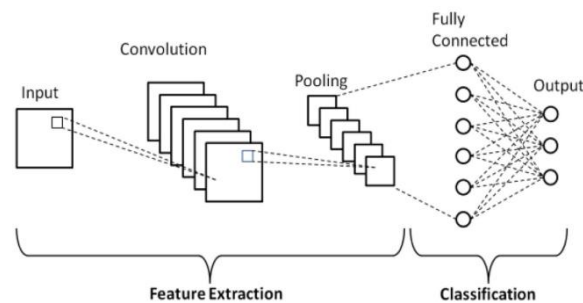 Fully
Connected
Convolution
Pooling
Output
Input
Feature Extraction
Classification